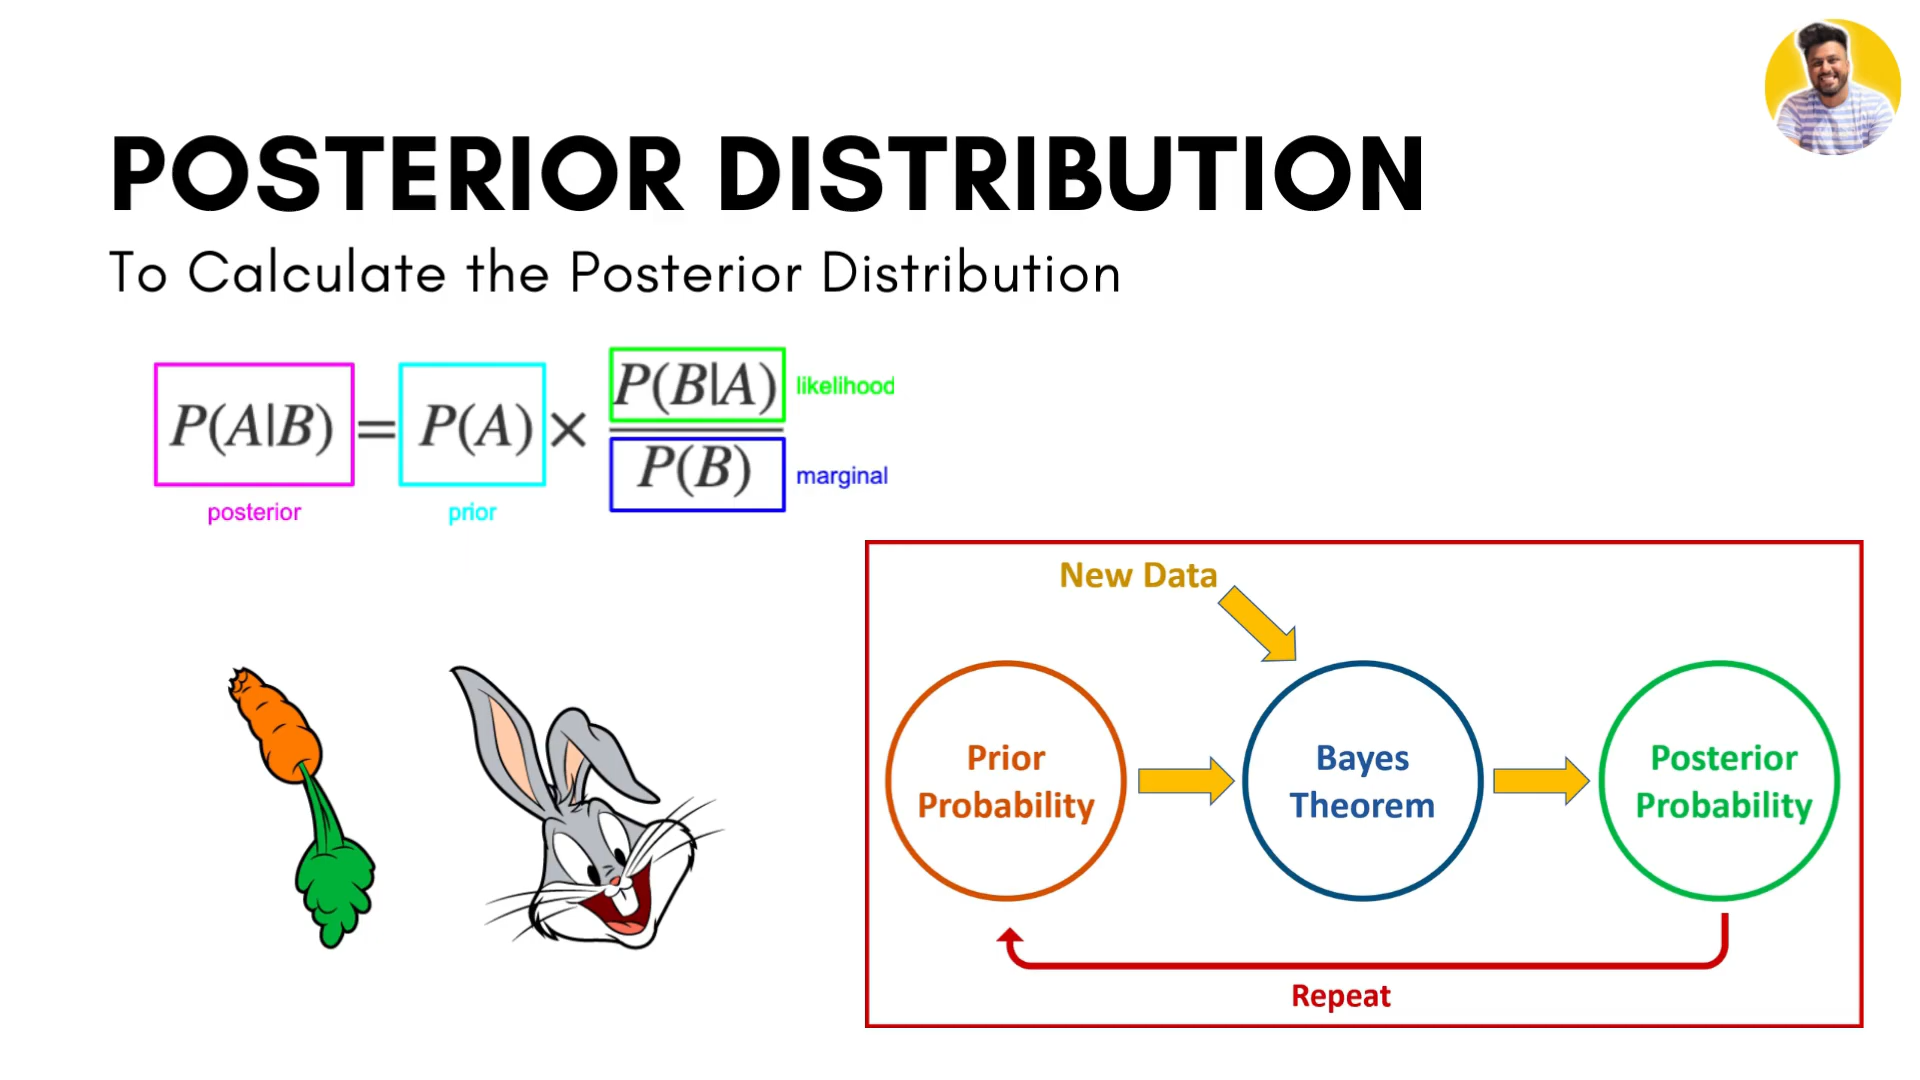 POSTERIOR DISTRIBUTION
To Calculate the Posterior Distribution
P(A|B) = P(A) × P(B|A)
P(B)
likelihood
marginal
posterior
prior
New Data
Prior
Probability
Bayes
Theorem
Posterior
Probability
Repeat